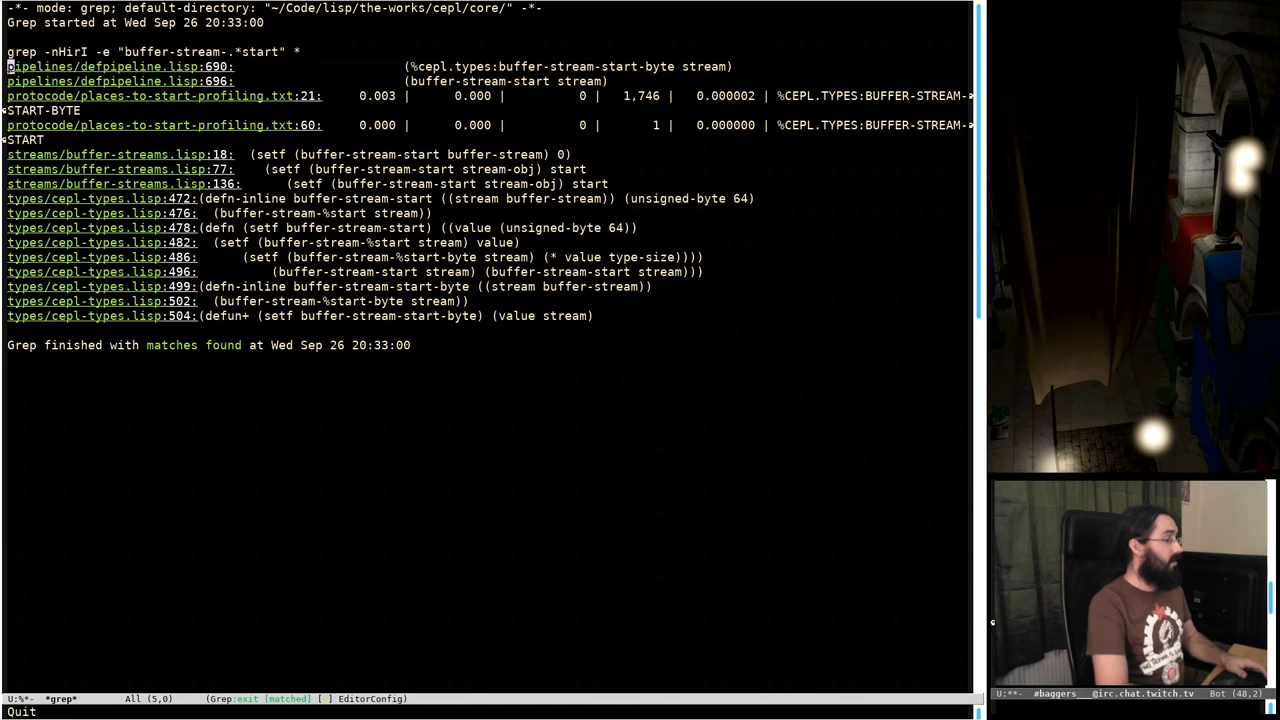 -*- mode: grep; default-directory: "~/Code/lisp/the-works/cepl/core/" -*-
Grep started at Wed Sep 26 20:33:00

grep -nHirI -e "buffer-stream-.*start" *
pipelines/defpipeline.lisp:690:                       (%cepl.types:buffer-stream-start-byte stream)
pipelines/defpipeline.lisp:696:                       (buffer-stream-start stream)
protocode/places-to-start-profiling.txt:21:     0.003 |      0.000 |           0 |    1,746 |   0.000002 | %CEPL.TYPES:BUFFER-STREAM-
START-BYTE
protocode/places-to-start-profiling.txt:60:     0.000 |      0.000 |           0 |        1 |   0.000000 | %CEPL.TYPES:BUFFER-STREAM-
START
streams/buffer-streams.lisp:18:  (setf (buffer-stream-start buffer-stream) 0)
streams/buffer-streams.lisp:77:    (setf (buffer-stream-start stream-obj) start
streams/buffer-streams.lisp:136:      (setf (buffer-stream-start stream-obj) start
types/cepl-types.lisp:472:(defn-inline buffer-stream-start ((stream buffer-stream)) (unsigned-byte 64)
types/cepl-types.lisp:476:  (buffer-stream-%start stream))
types/cepl-types.lisp:478:(defn (setf buffer-stream-start) ((value (unsigned-byte 64))
types/cepl-types.lisp:482:  (setf (buffer-stream-%start stream) value)
types/cepl-types.lisp:486:      (setf (buffer-stream-%start-byte stream) (* value type-size))))
types/cepl-types.lisp:496:          (buffer-stream-start stream) (buffer-stream-start stream)))
types/cepl-types.lisp:499:(defn-inline buffer-stream-start-byte ((stream buffer-stream))
types/cepl-types.lisp:502:  (buffer-stream-%start-byte stream))
types/cepl-types.lisp:504:(defun+ (setf buffer-stream-start-byte) (value stream)

Grep finished with matches found at Wed Sep 26 20:33:00
U:%*-  *grep*       All (5,0)     (Grep:exit [matched] [ ] EditorConfig)
Quit
U:**-  #baggers___@irc.chat.twitch.tv   Bot (48,2)